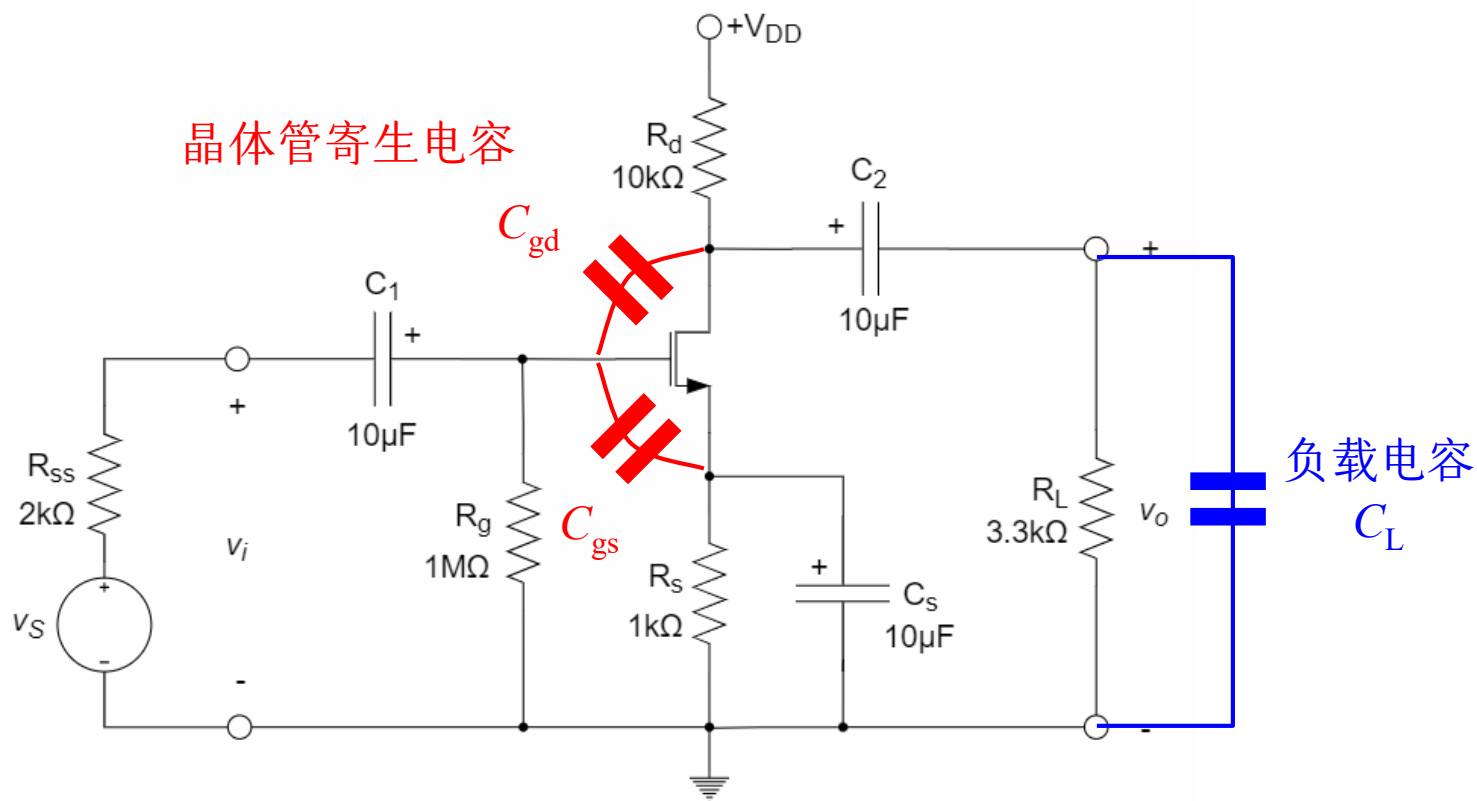 +VDD
晶体管寄生电容
Rd
10kΩ
C2
+
10μF
Cgd
C1
+
10μF
+
+
Rss
2kΩ
vi
Rg
1MΩ
Cgs
Rs
1kΩ
+
Cs
10μF
RL
3.3kΩ
vo
负载电容
CL
vS
+
-
-
-